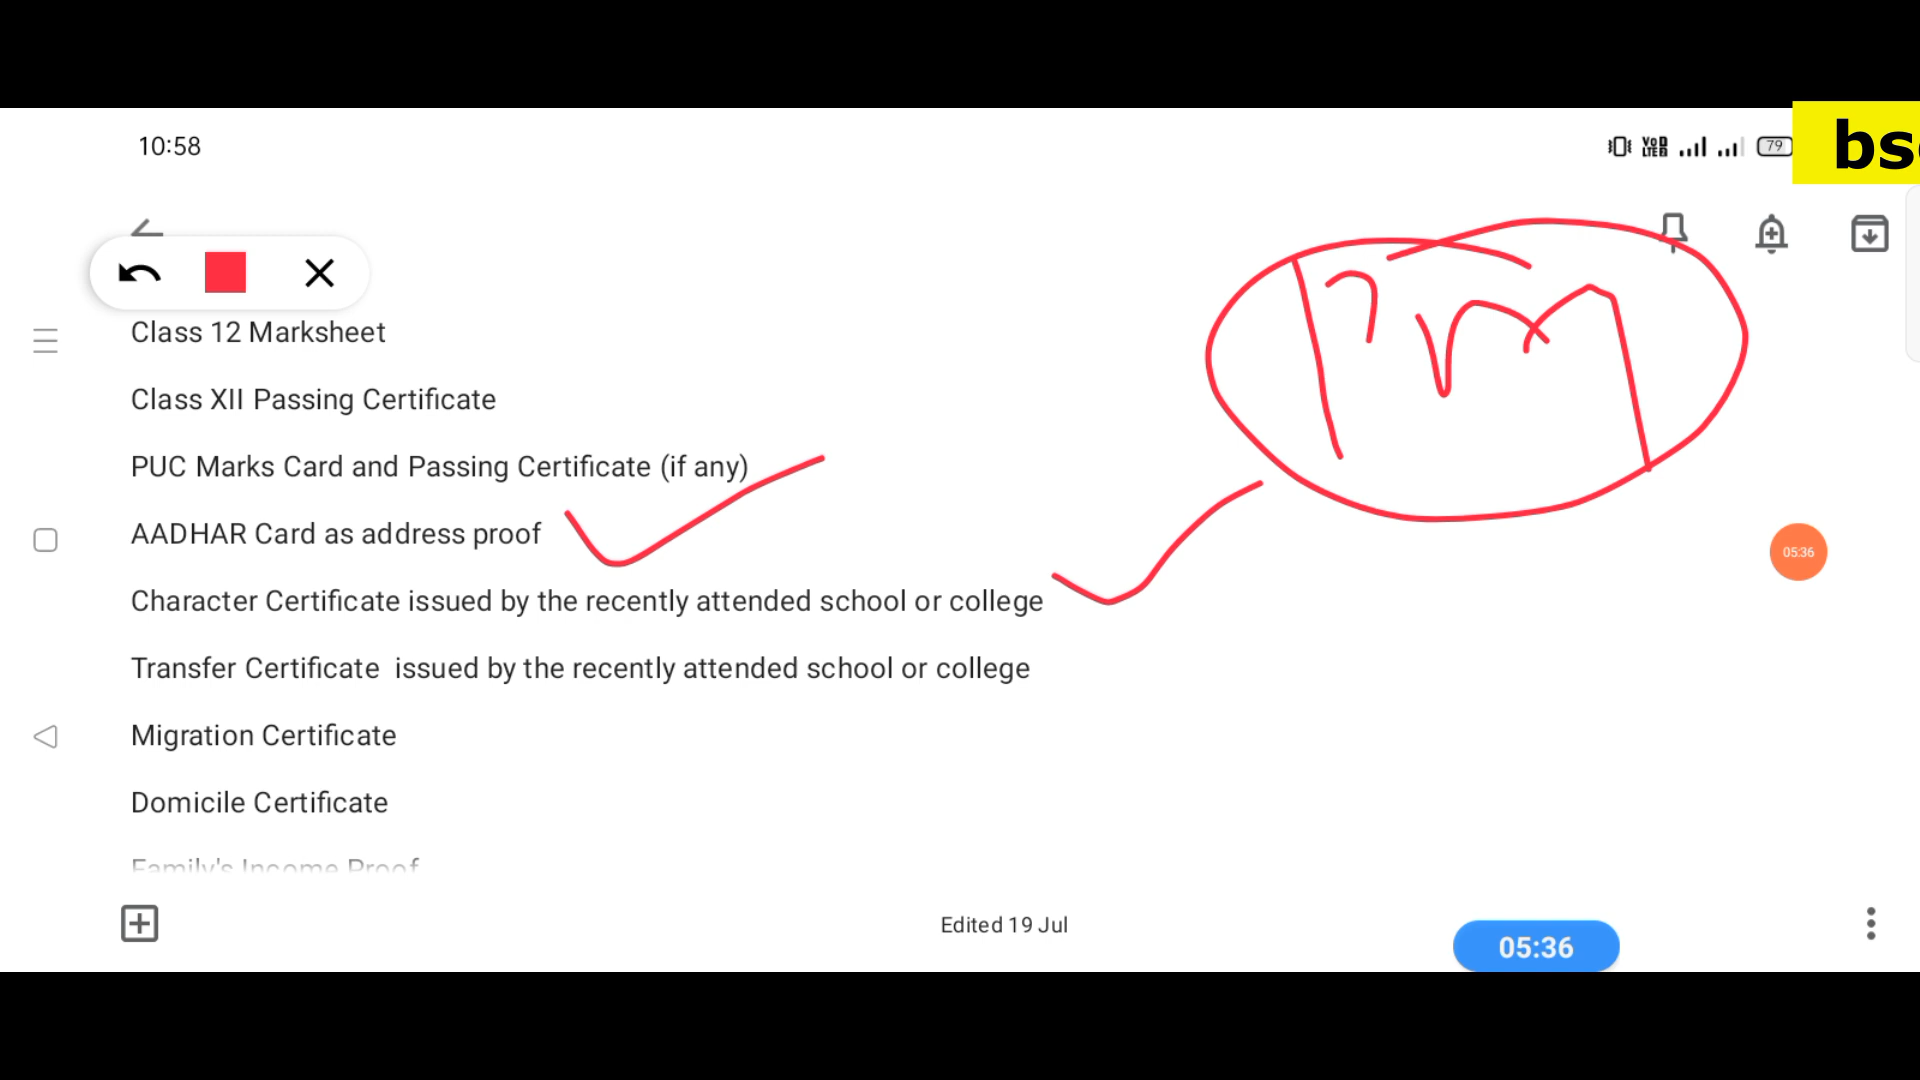 10:58
VoD LTE2 79
bs
Class 12 Marksheet
Class XII Passing Certificate
PUC Marks Card and Passing Certificate (if any)
AADHAR Card as address proof
05:36
Character Certificate issued by the recently attended school or college
Transfer Certificate  issued by the recently attended school or college
Migration Certificate
Domicile Certificate
Family's Income Proof
Edited 19 Jul
05:36